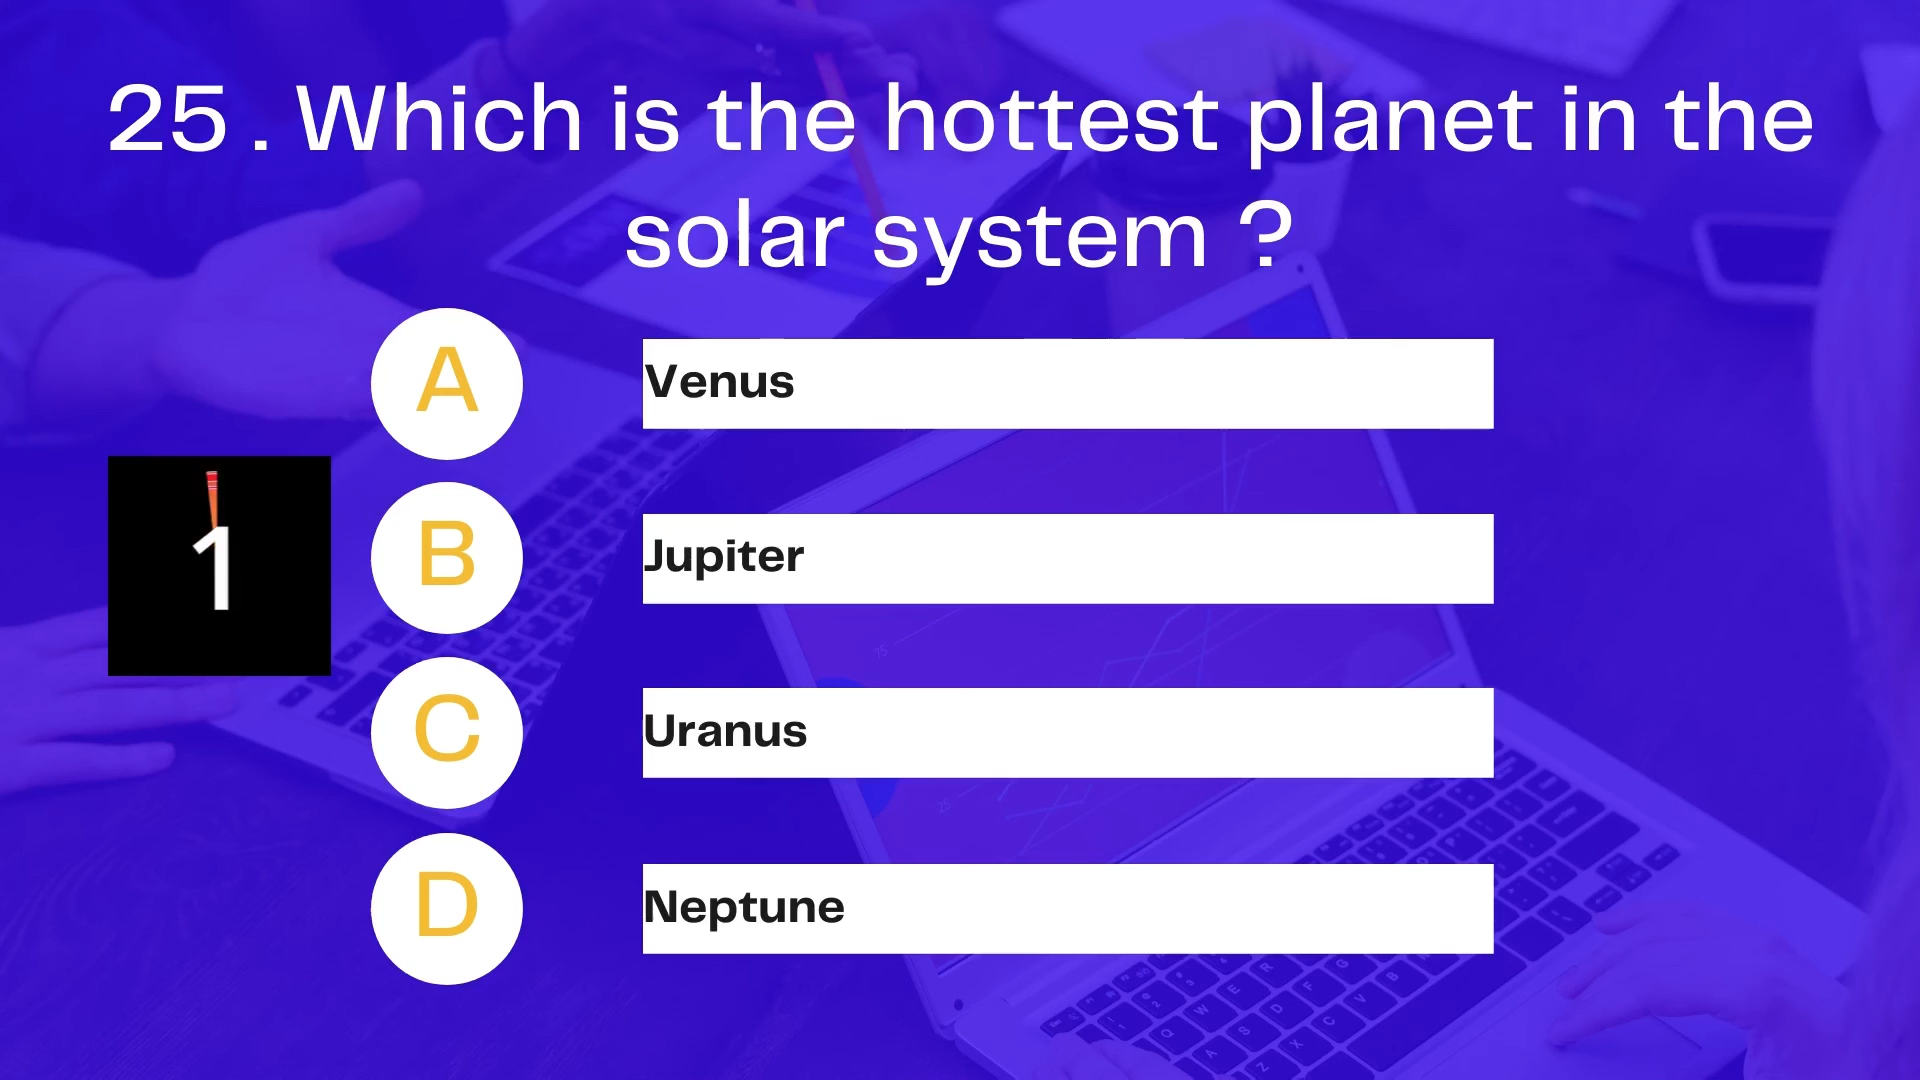 25 . Which is the hottest planet in the
solar system ?
A
Venus
1
B
Jupiter
C
Uranus
D
Neptune